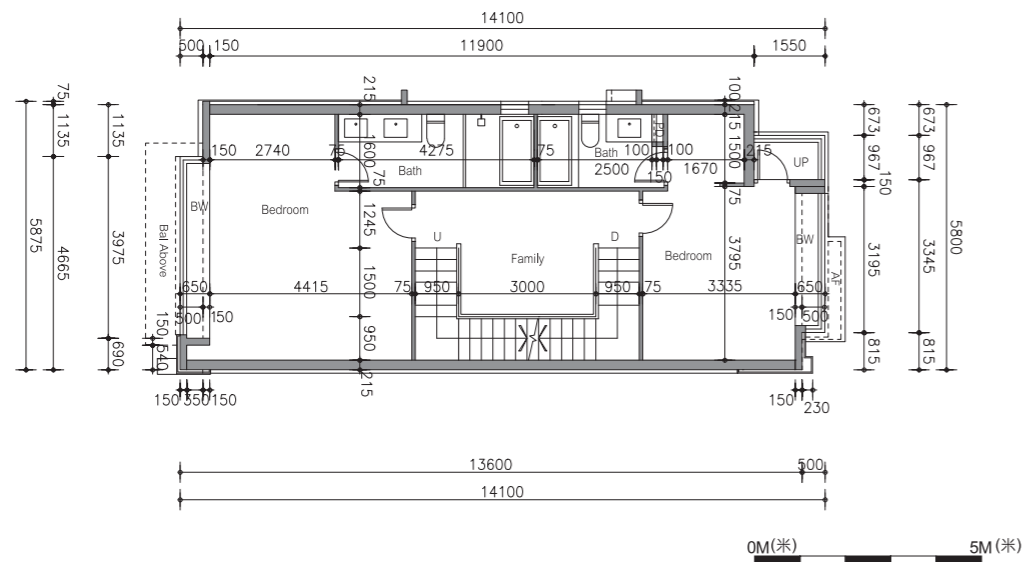 14100
500 150 11900 1550
75 1135 1135 215 100 215 673 673
150 2740 75 1600 4275 75 Bath 100 PD 100 1500 215 UP 967 967
Bath 2500 150 1670
75 75 150
BW Bedroom 1245 U D BW
Bal Above Family Bedroom 3795 3195 3345 5800
5875 4665 3975 AF
650 4415 75 950 3000 950 75 3335 650
500 150 1500 150 500
150 690 540 950 815 815
215
150 350 150 150 230
13600 500
14100
0M(米) 5M(米)